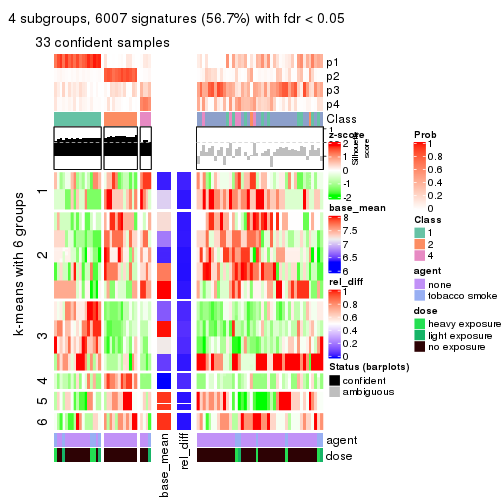 4 subgroups, 6007 signatures (56.7%) with fdr < 0.05
33 confident samples
p1
p2
p3
p4
Class
1
Silhouette
score
k-means with 6 groups
1
2
3
4
5
6
base_mean
rel_diff
agent
dose
z-score
2
1
0
-1
-2
base_mean
8
7.5
7
6.5
6
rel_diff
1
0.8
0.6
0.4
0.2
0
Status (barplots)
confident
ambiguous
Prob
1
0.8
0.6
0.4
0.2
0
Class
1
2
4
agent
none
tobacco smoke
dose
heavy exposure
light exposure
no exposure